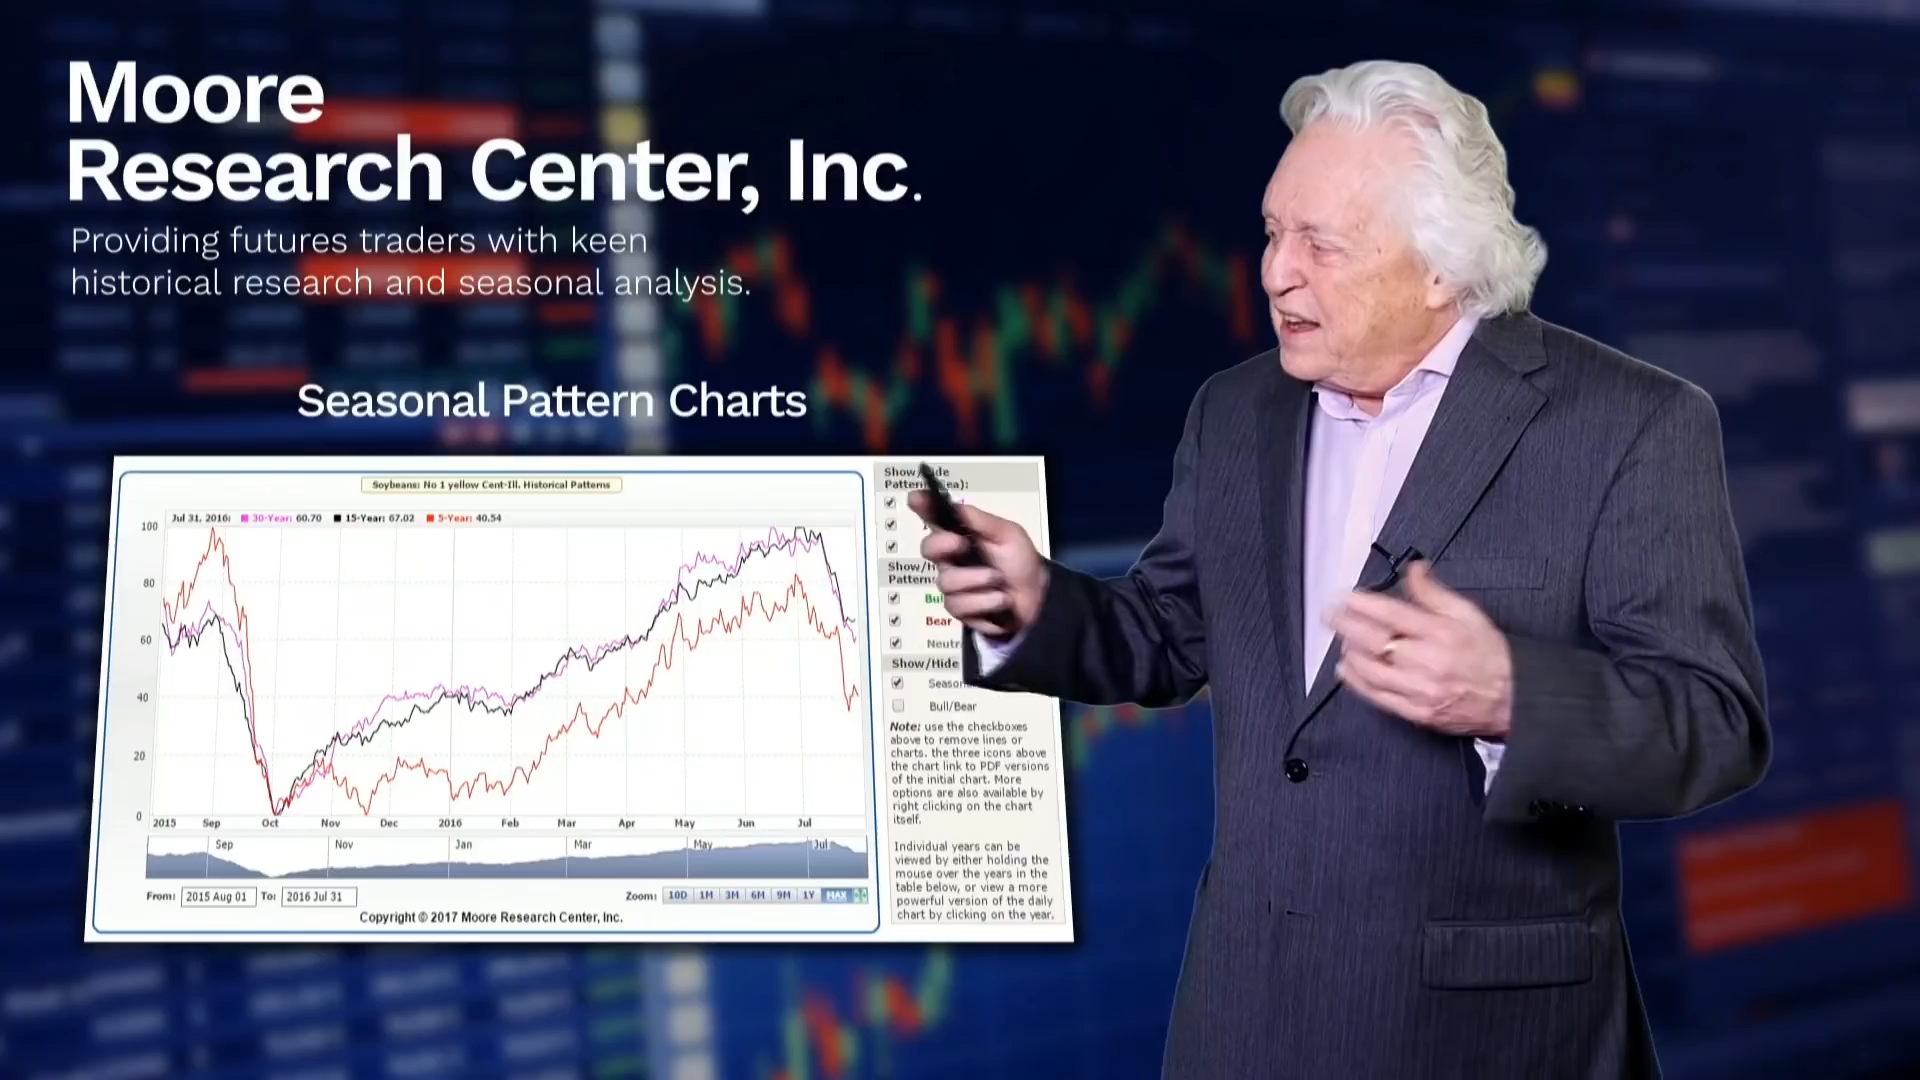 Moore
Research Center, Inc.
Providing futures traders with keen
historical research and seasonal analysis.
Seasonal Pattern Charts
Soybeans: No 1 yellow Cent-Ill. Historical Patterns
Jul 31, 2016: 30-Year: 60.70 15-Year: 67.02 5-Year: 40.54
100
80
60
40
20
0
2015 Sep Oct Nov Dec 2016 Feb Mar Apr May Jun Jul
Sep Nov Jan Mar May Jul
From: 2015 Aug 01 To: 2016 Jul 31 Zoom: 10D 1M 3M 6M 9M 1Y MAX
Copyright © 2017 Moore Research Center, Inc.
Bear
Show/Hide
Bull/Bear
Note: use the checkboxes
above to remove lines or
charts. the three icons above
the chart link to PDF versions
of the initial chart. More
options are also available by
right clicking on the chart
itself.
Individual years can be
viewed by either holding the
mouse over the years in the
table below, or view a more
powerful version of the daily
chart by clicking on the year.